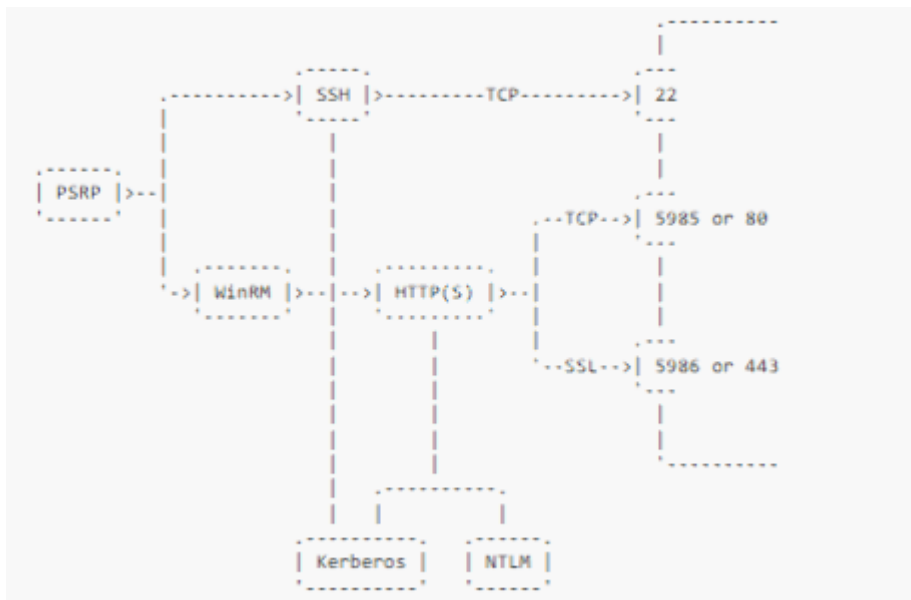 SSH TCP 22
PSRP
TCP 5985 or 80
WinRM HTTP(S)
SSL 5986 or 443
Kerberos NTLM